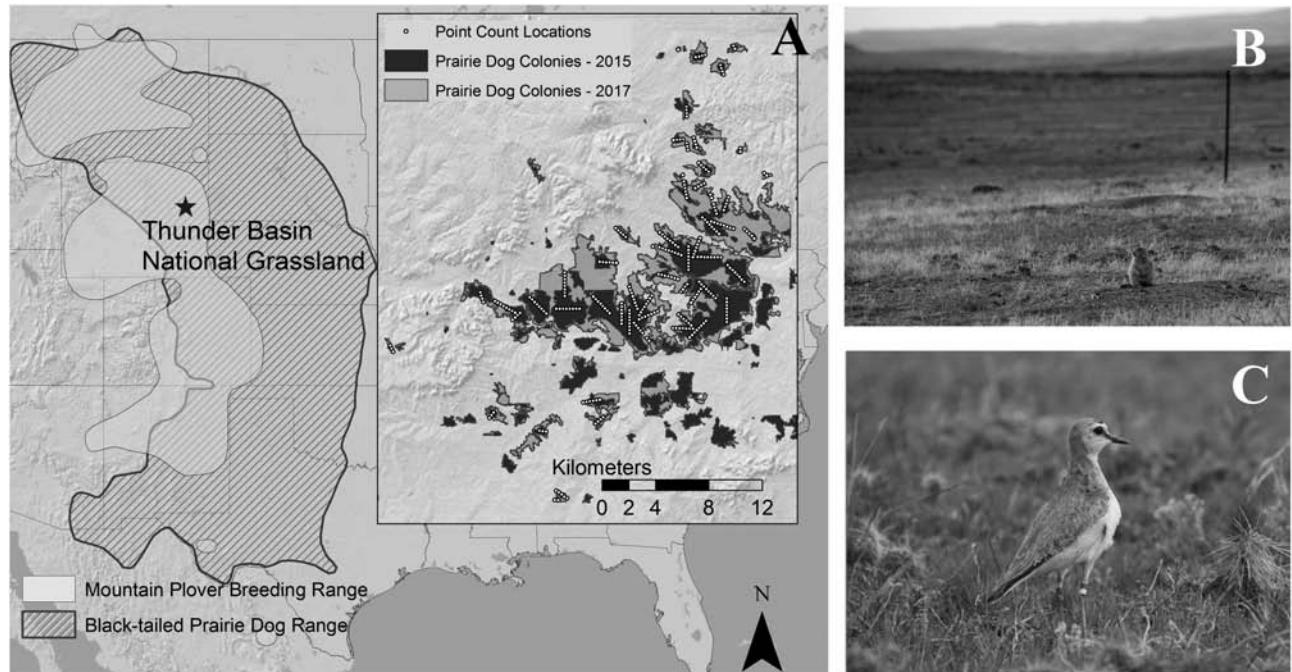 Point Count Locations
Prairie Dog Colonies - 2015
Prairie Dog Colonies - 2017
A
B
Thunder Basin
National Grassland
C
Kilometers
0 2 4 8 12
Mountain Plover Breeding Range
Black-tailed Prairie Dog Range
N